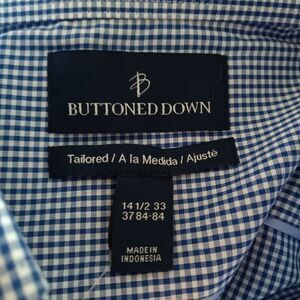 B
BUTTONED DOWN
Tailored / A la Medida / Ajusté
14 1/2 33
37 84-84
MADE IN
INDONESIA